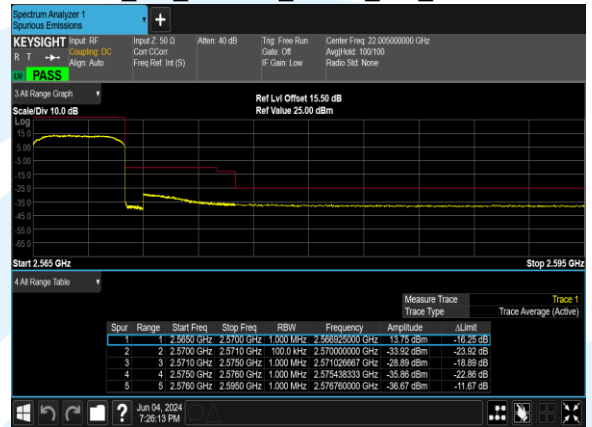 Spectrum Analyzer 1
Spurious Emissions
+
KEYSIGHT Input: RF Input Z: 50 Ω Atten: 40 dB Trig: Free Run Center Freq: 22.005000000 GHz
R T Coupling: DC Corr CCorr Gate: Off Avg|Hold: 100/100
Align: Auto Freq Ref: Int (S) IF Gain: Low Radio Std: None
PASS
3 All Range Graph
Ref Lvl Offset 15.50 dB
Scale/Div 10.0 dB Ref Value 25.00 dBm
Log
15.0
5.00
-5.00
-15.0
-25.0
-35.0
-45.0
-55.0
-65.0
Start 2.565 GHz Stop 2.595 GHz
4 All Range Table
Measure Trace Trace 1
Trace Type Trace Average (Active)
Spur Range Start Freq Stop Freq RBW Frequency Amplitude ΔLimit
1 1 2.5650 GHz 2.5700 GHz 1.000 MHz 2.566925000 GHz 13.75 dBm -16.25 dB
2 2 2.5700 GHz 2.5710 GHz 100.0 kHz 2.570000000 GHz -33.92 dBm -23.92 dB
3 3 2.5710 GHz 2.5750 GHz 1.000 MHz 2.571026667 GHz -28.89 dBm -18.89 dB
4 4 2.5750 GHz 2.5760 GHz 1.000 MHz 2.575438333 GHz -35.86 dBm -22.86 dB
5 5 2.5760 GHz 2.5950 GHz 1.000 MHz 2.576760000 GHz -36.67 dBm -11.67 dB
? Jun 04, 2024
7:26:13 PM